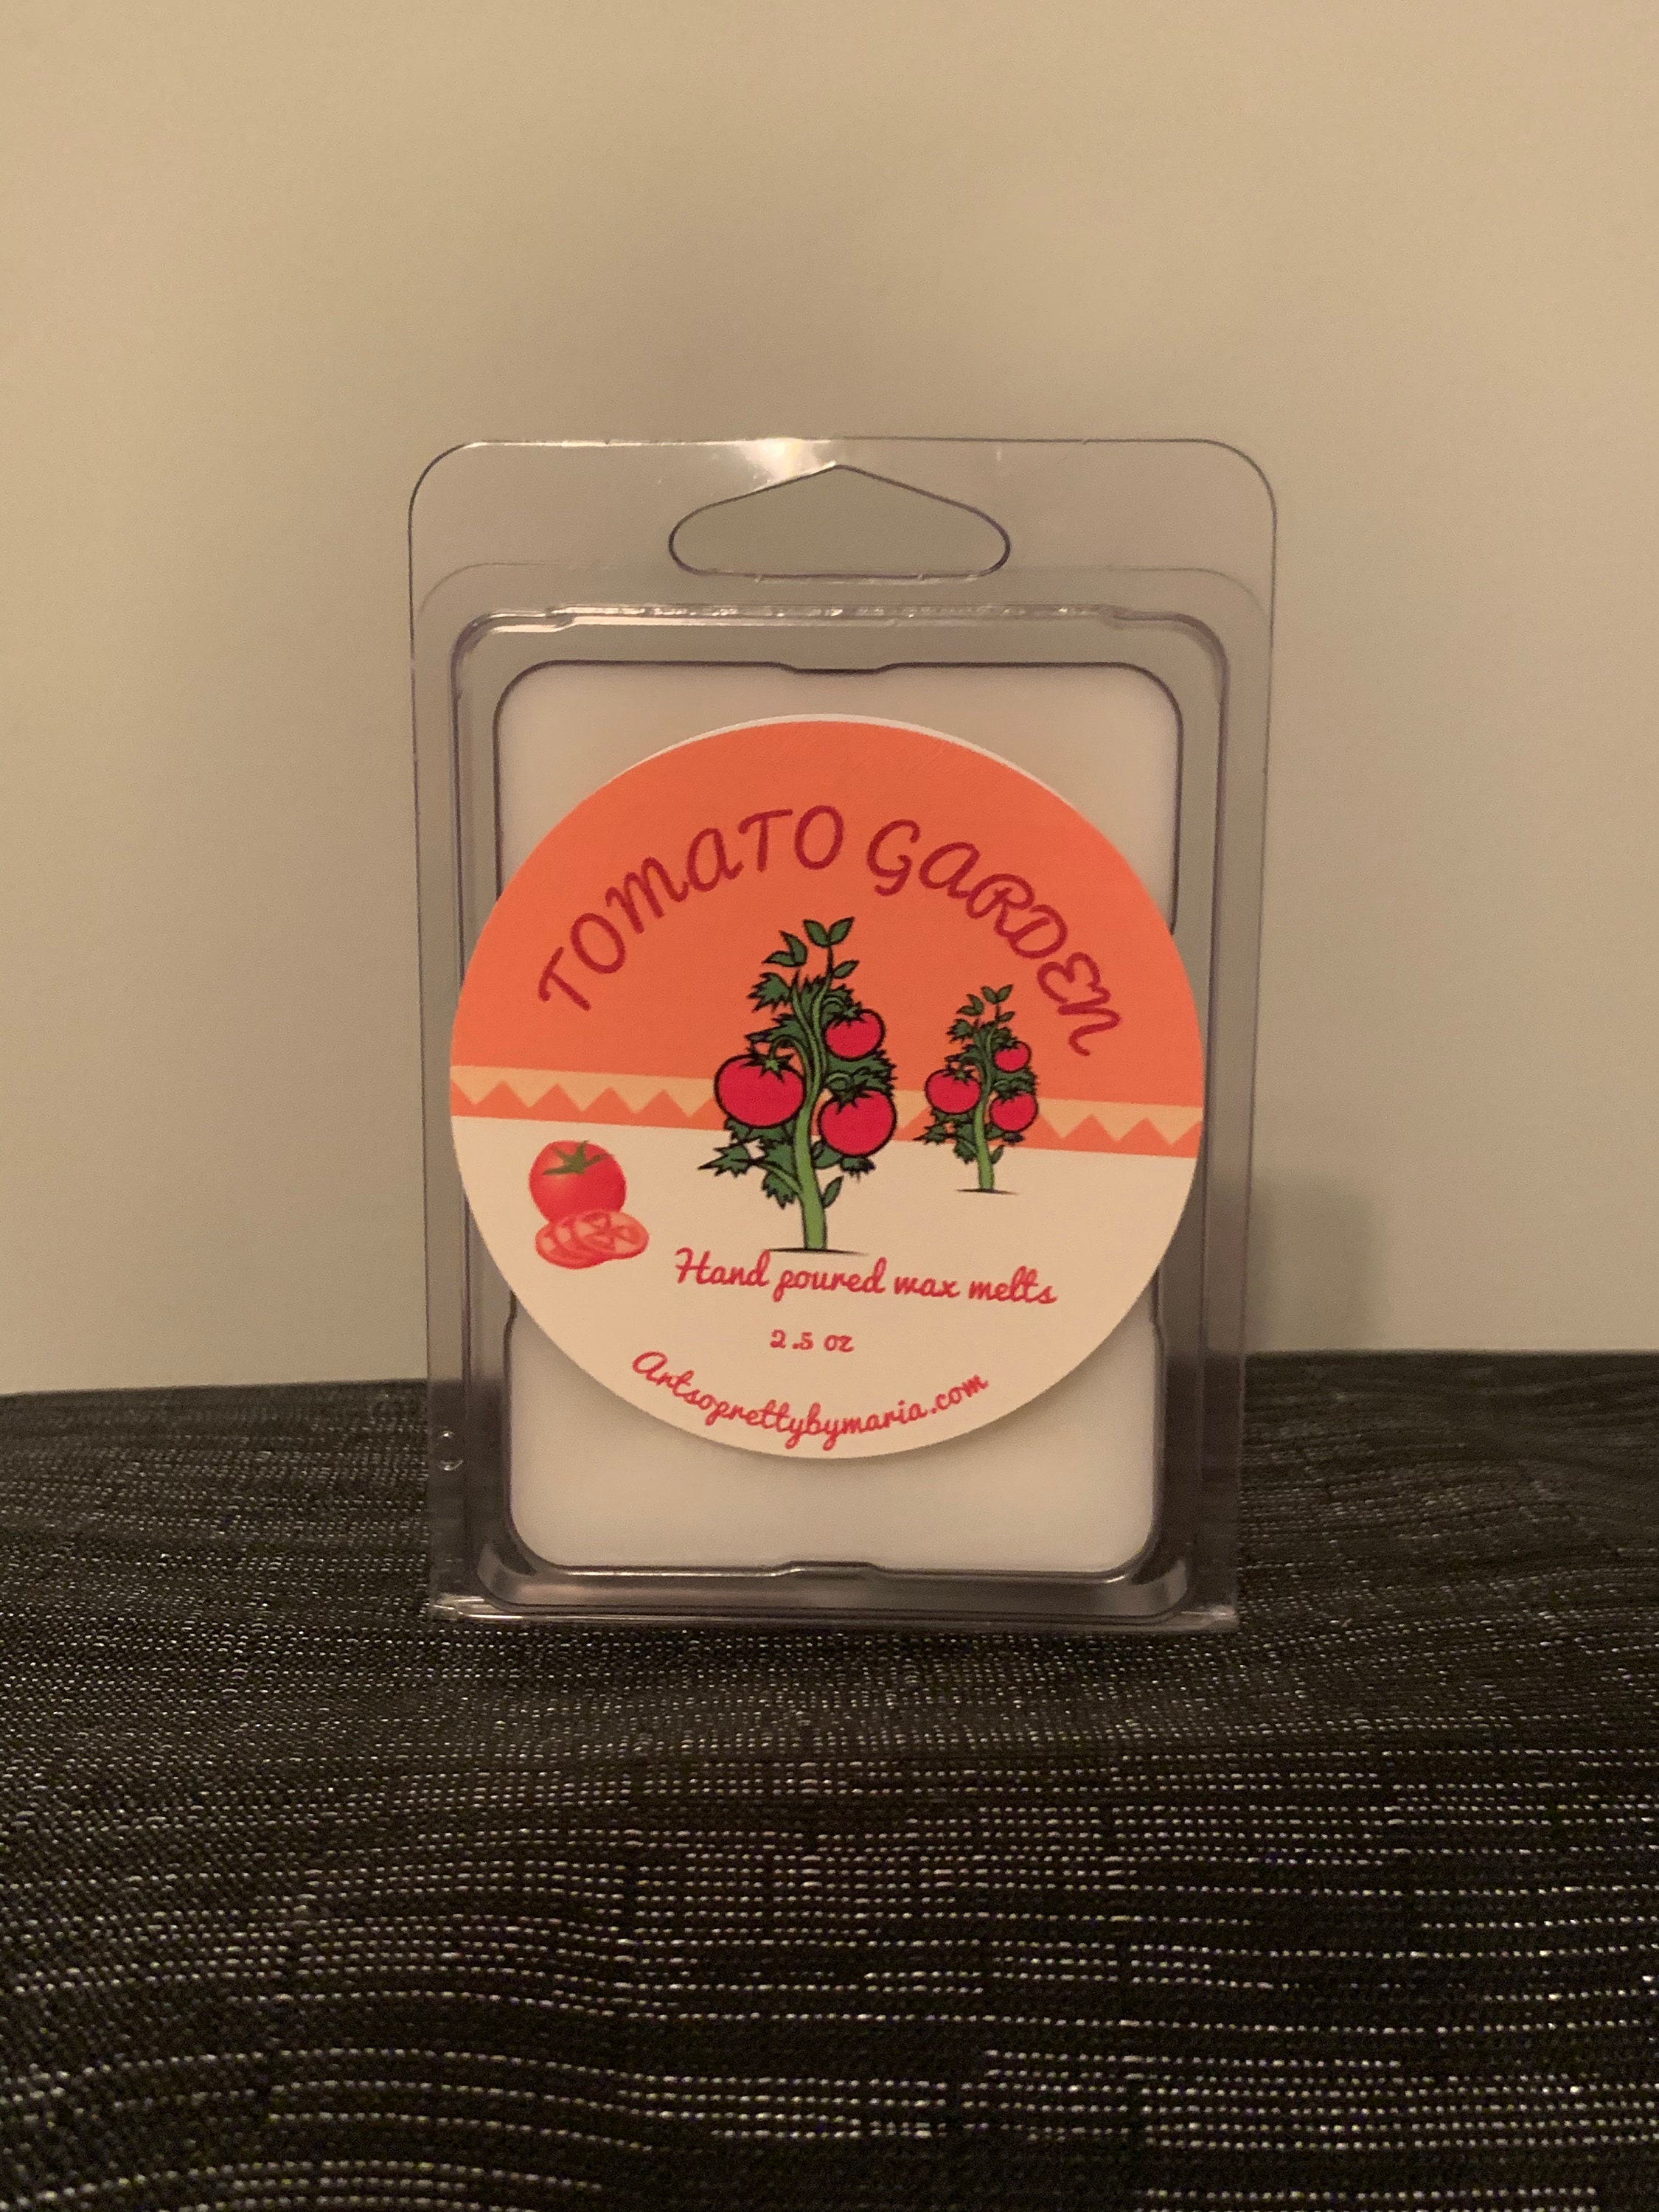 TOMATO GARDEN
Hand poured wax melts
2.5 oz
Artsoprettybymaria.com